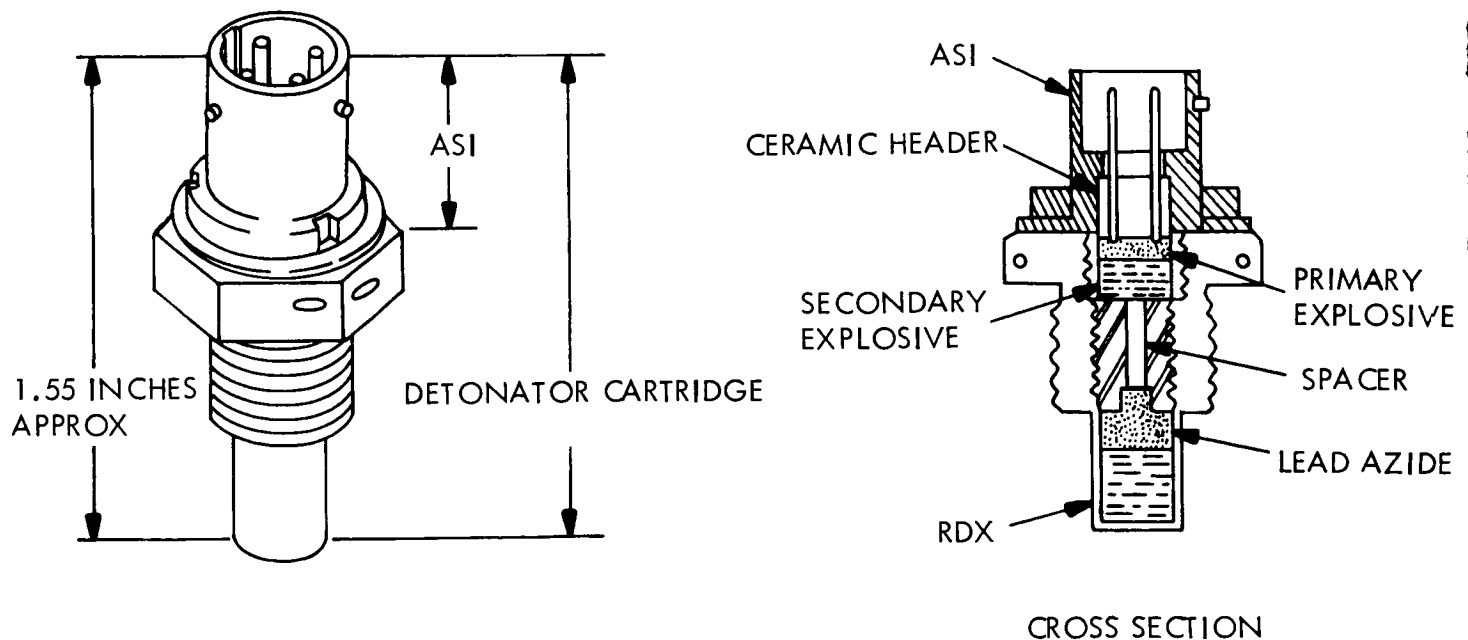 ASI
1.55 INCHES
APPROX
DETONATOR CARTRIDGE
ASI
CERAMIC HEADER
SECONDARY
EXPLOSIVE
PRIMARY
EXPLOSIVE
SPACER
LEAD AZIDE
RDX
CROSS SECTION